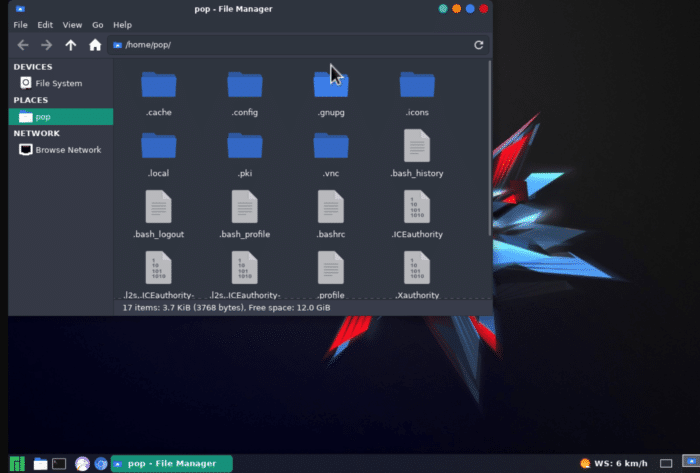 pop - File Manager
File Edit View Go Help
/home/pop/
DEVICES
File System
PLACES
pop
NETWORK
Browse Network
.cache .config .gnupg .icons
.local .pki .vnc .bash_history
.bash_logout .bash_profile .bashrc .ICEauthority
.l2s..ICEauthority- .l2s..ICEauthority- .profile .Xauthority
17 items: 3.7 KiB (3768 bytes), Free space: 12.0 GiB
pop - File Manager
WS: 6 km/h